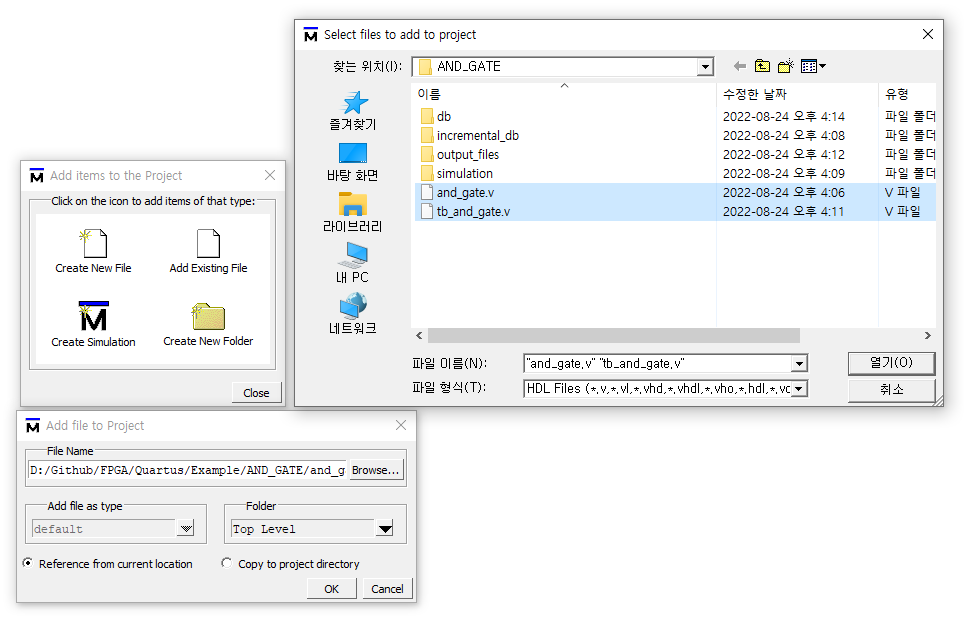 Select files to add to project
찾는 위치(I):
AND_GATE
이름
수정한 날짜
유형
db
2022-08-24 오후 4:14
파일 폴더
incremental_db
2022-08-24 오후 4:08
파일 폴더
output_files
2022-08-24 오후 4:12
파일 폴더
simulation
2022-08-24 오후 4:09
파일 폴더
and_gate.v
2022-08-24 오후 4:06
V 파일
tb_and_gate.v
2022-08-24 오후 4:11
V 파일
즐겨찾기
바탕 화면
라이브러리
내 PC
네트워크
파일 이름(N):
"and_gate.v" "tb_and_gate.v"
열기(O)
파일 형식(T):
HDL Files (*.v,*.vl,*.vhd,*.vhdl,*.vho,*.hdl,*.vo
취소
Add items to the Project
Click on the icon to add items of that type:
Create New File
Add Existing File
Create Simulation
Create New Folder
Close
Add file to Project
File Name
D:/Github/FPGA/Quartus/Example/AND_GATE/and_g
Browse...
Add file as type
default
Folder
Top Level
Reference from current location
Copy to project directory
OK
Cancel